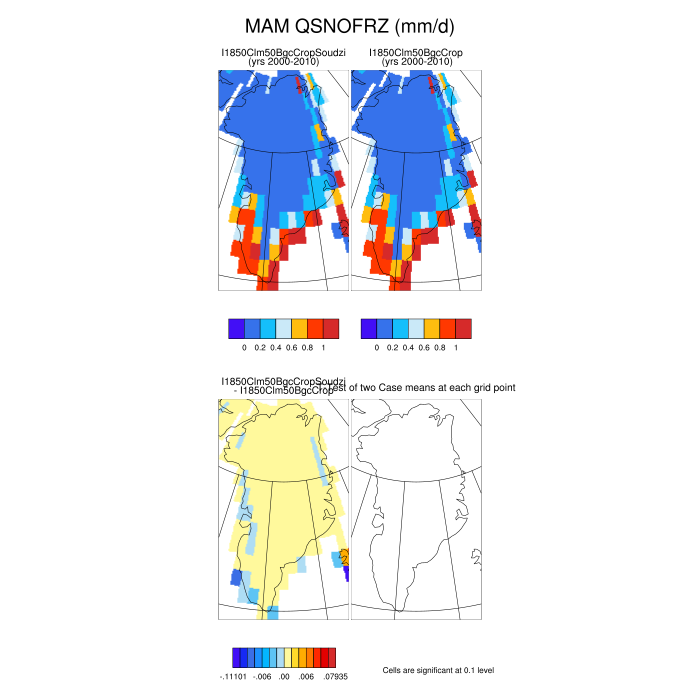 MAM QSNOFRZ (mm/d)
I1850Clm50BgcCropSoudzi
(yrs 2000-2010)
I1850Clm50BgcCrop
(yrs 2000-2010)
0 0.2 0.4 0.6 0.8 1
0 0.2 0.4 0.6 0.8 1
I1850Clm50BgcCropSoudzi
- I1850Clm50BgcCrop
Test of two Case means at each grid point
-.11101 -.006 .00 .006 .07935
Cells are significant at 0.1 level